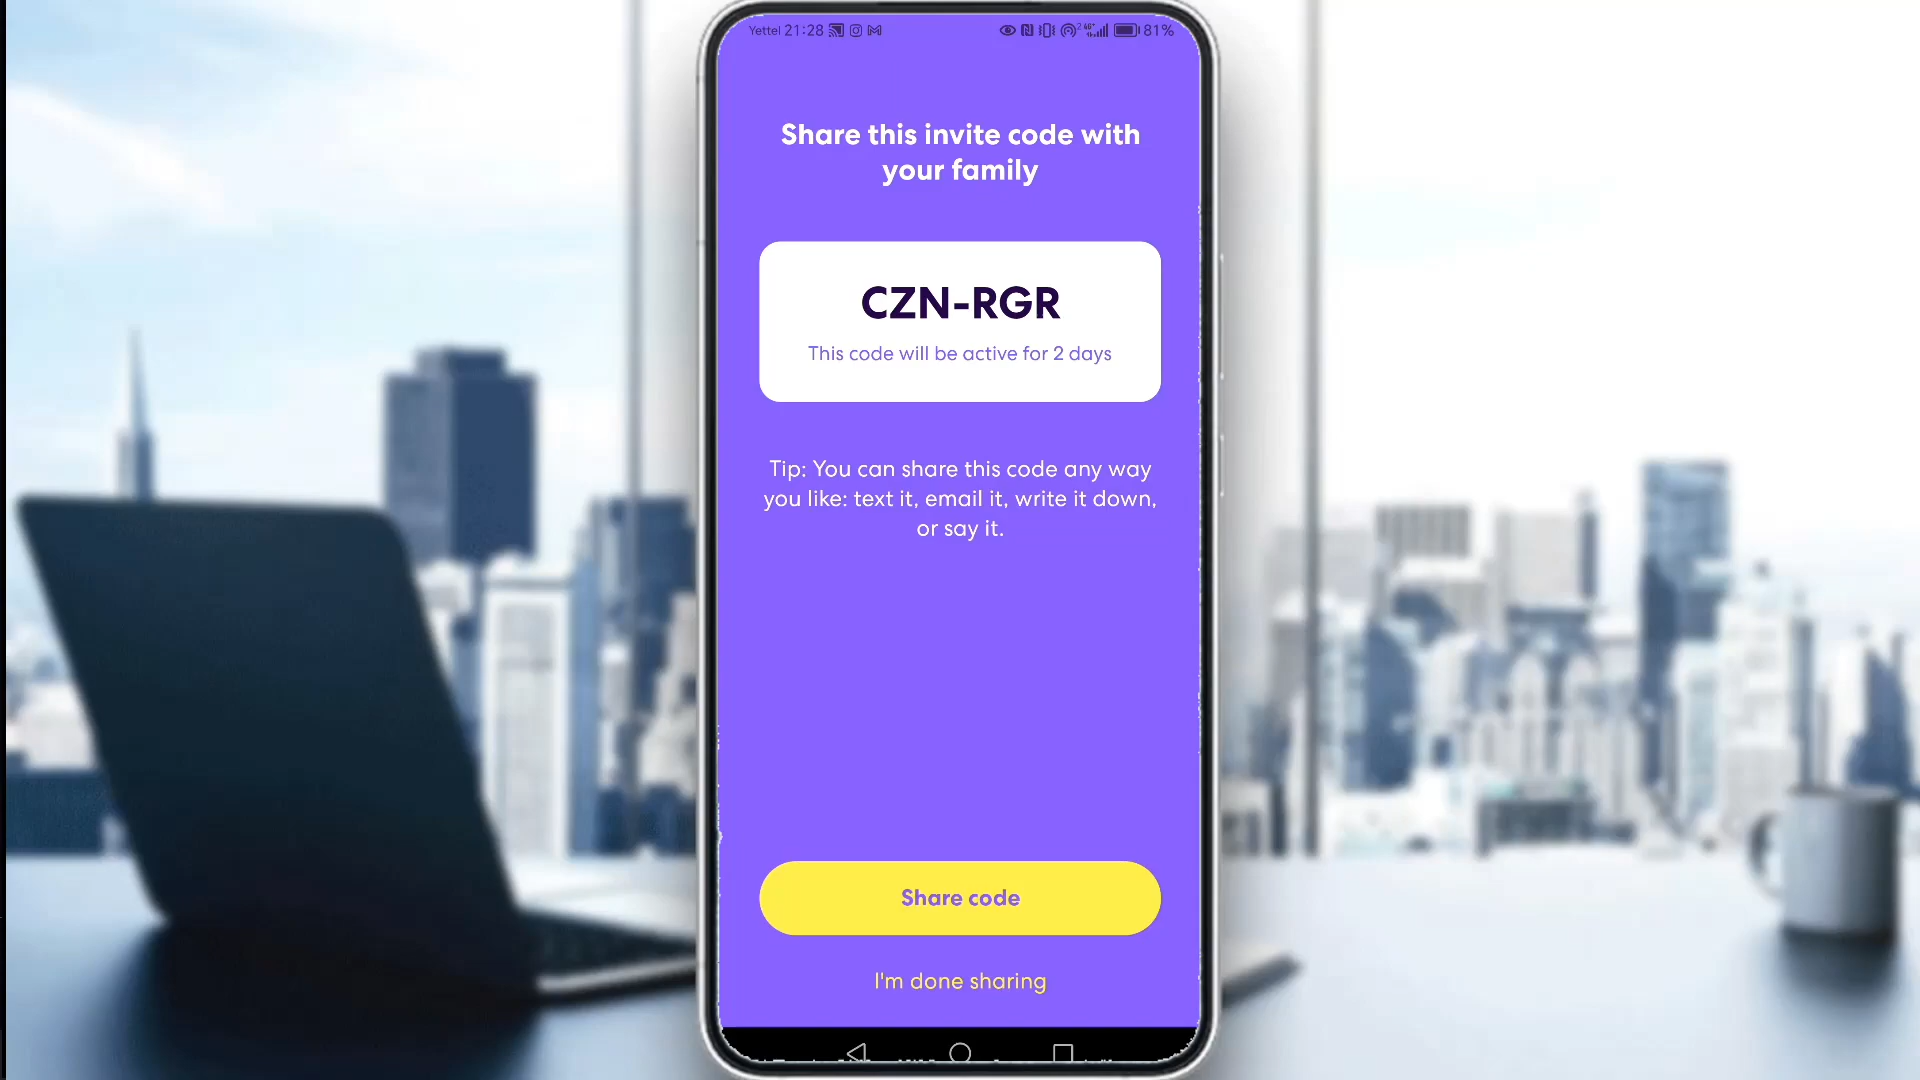 Yettel 21:28 81%
Share this invite code with
your family
CZN-RGR
This code will be active for 2 days
Tip: You can share this code any way
you like: text it, email it, write it down,
or say it.
Share code
I'm done sharing